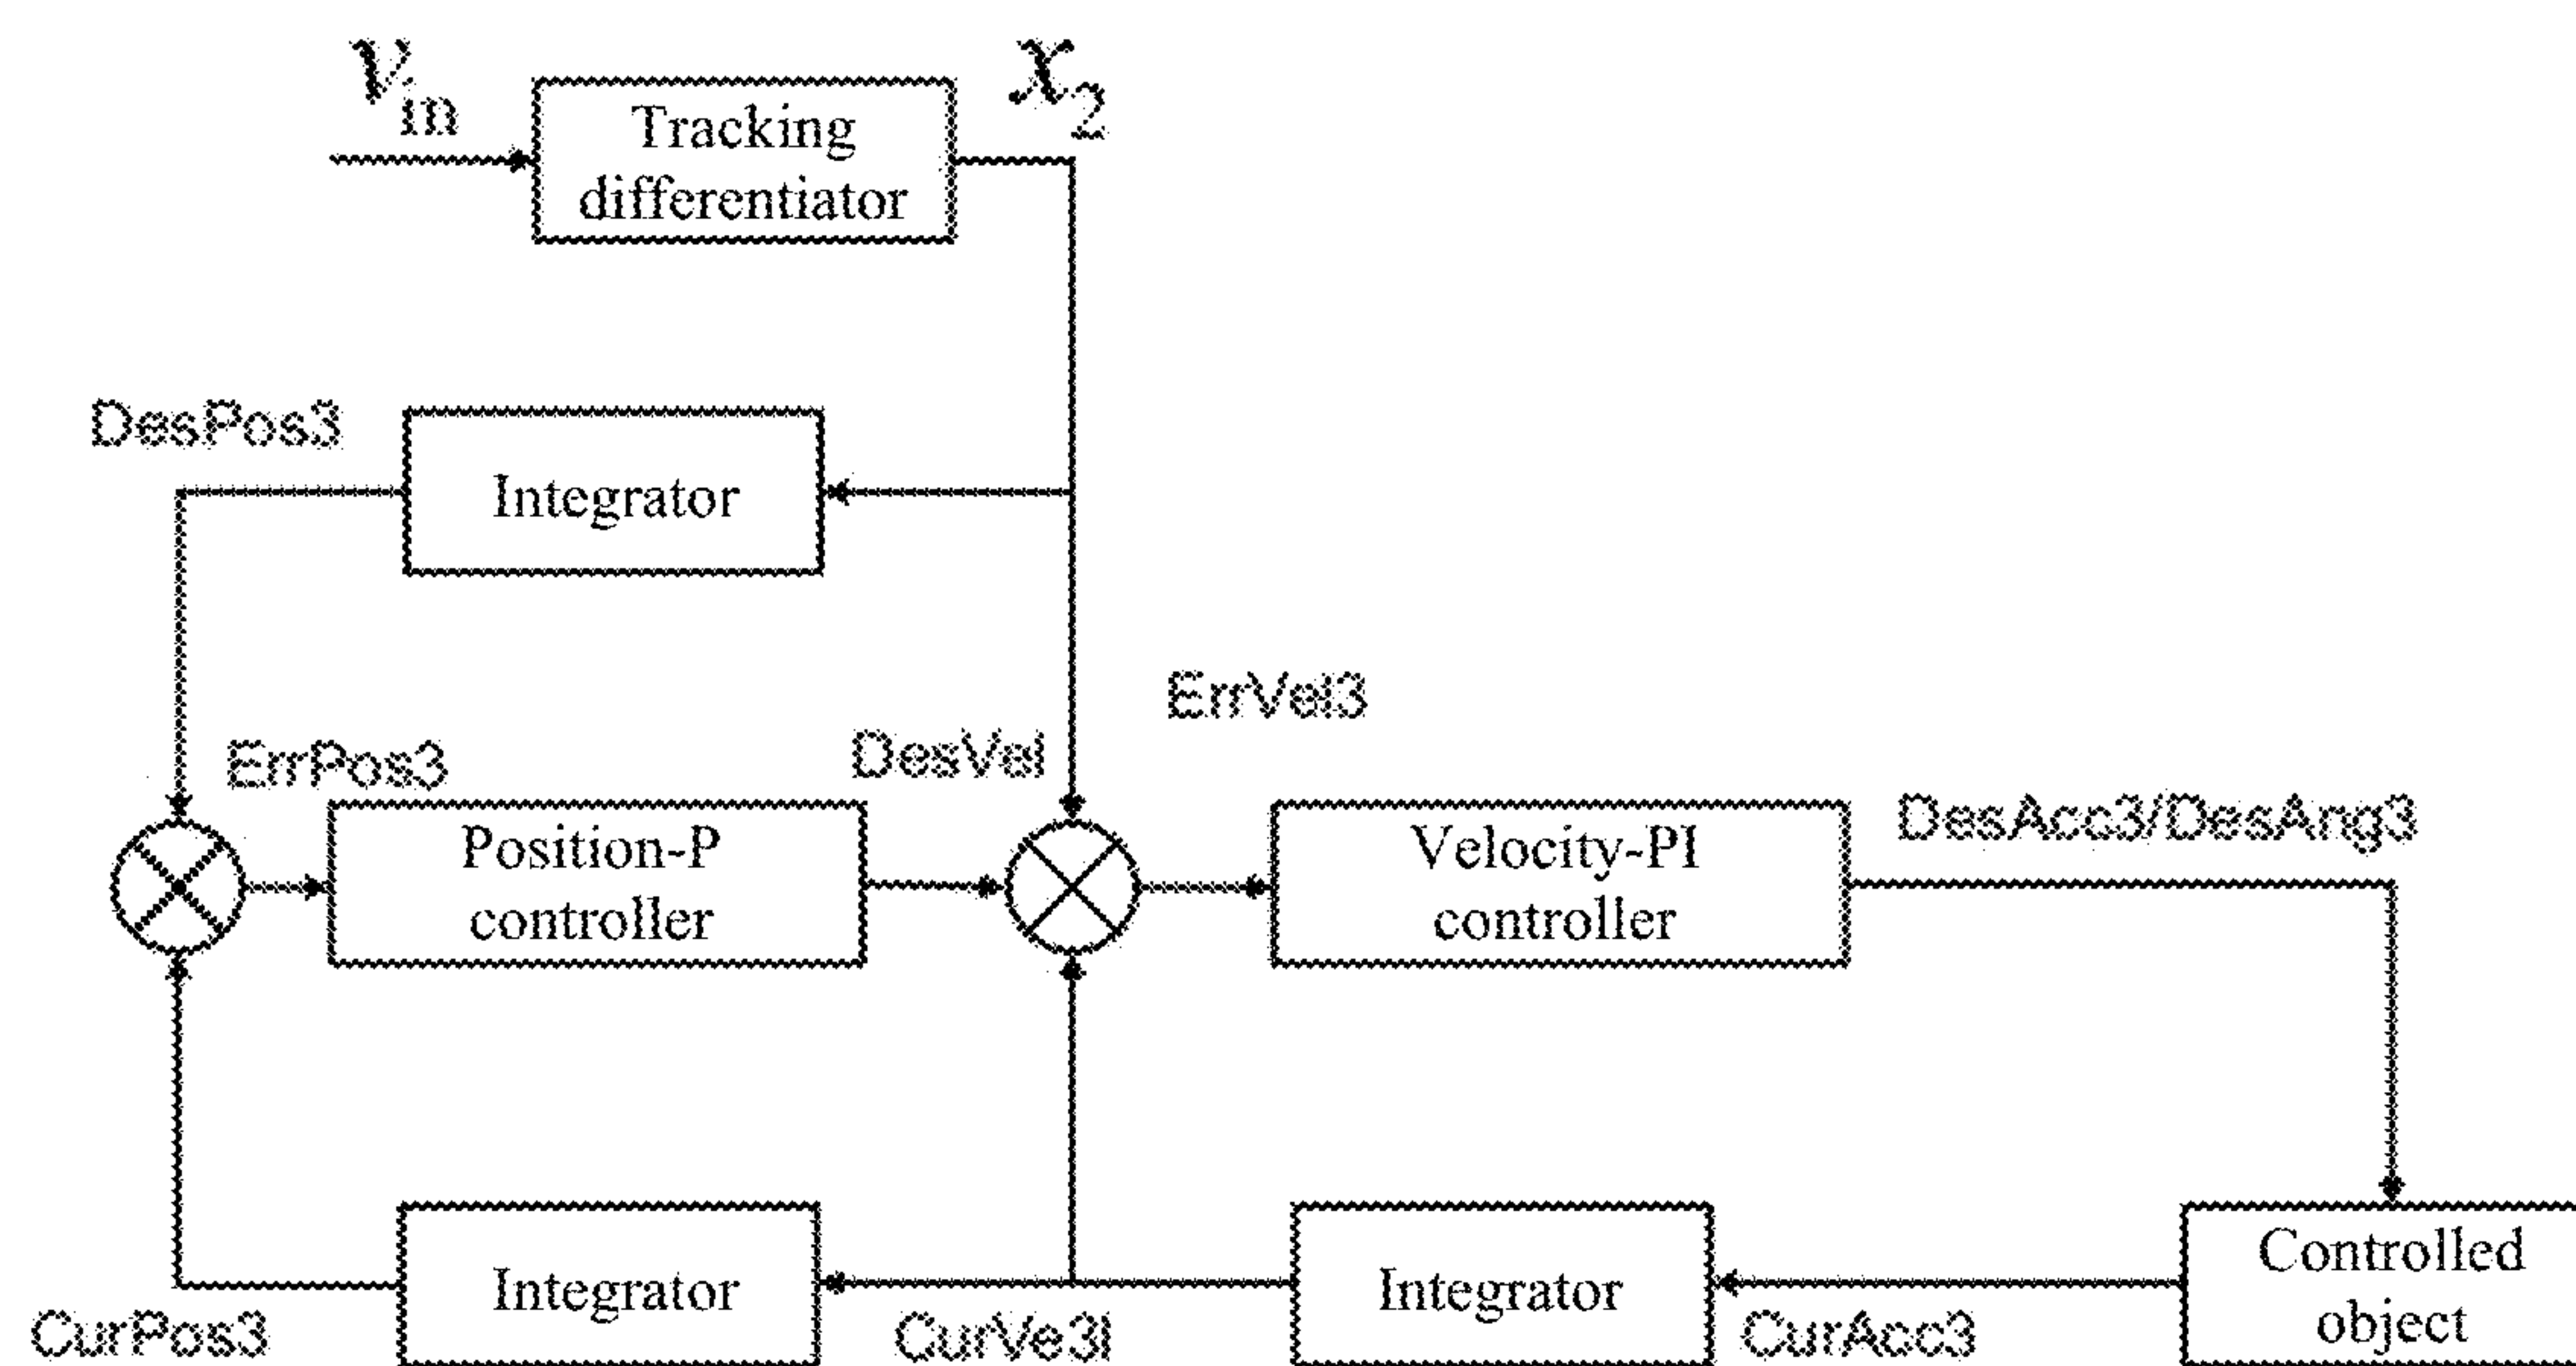 v_in
x_2
Tracking
differentiator
DesPos3
Integrator
ErrVel3
DesVel
ErrPos3
Position-P
controller
Velocity-PI
controller
DesAcc3/DesAng3
Integrator
Integrator
Controlled
object
CurPos3
CurVe3l
CurAcc3